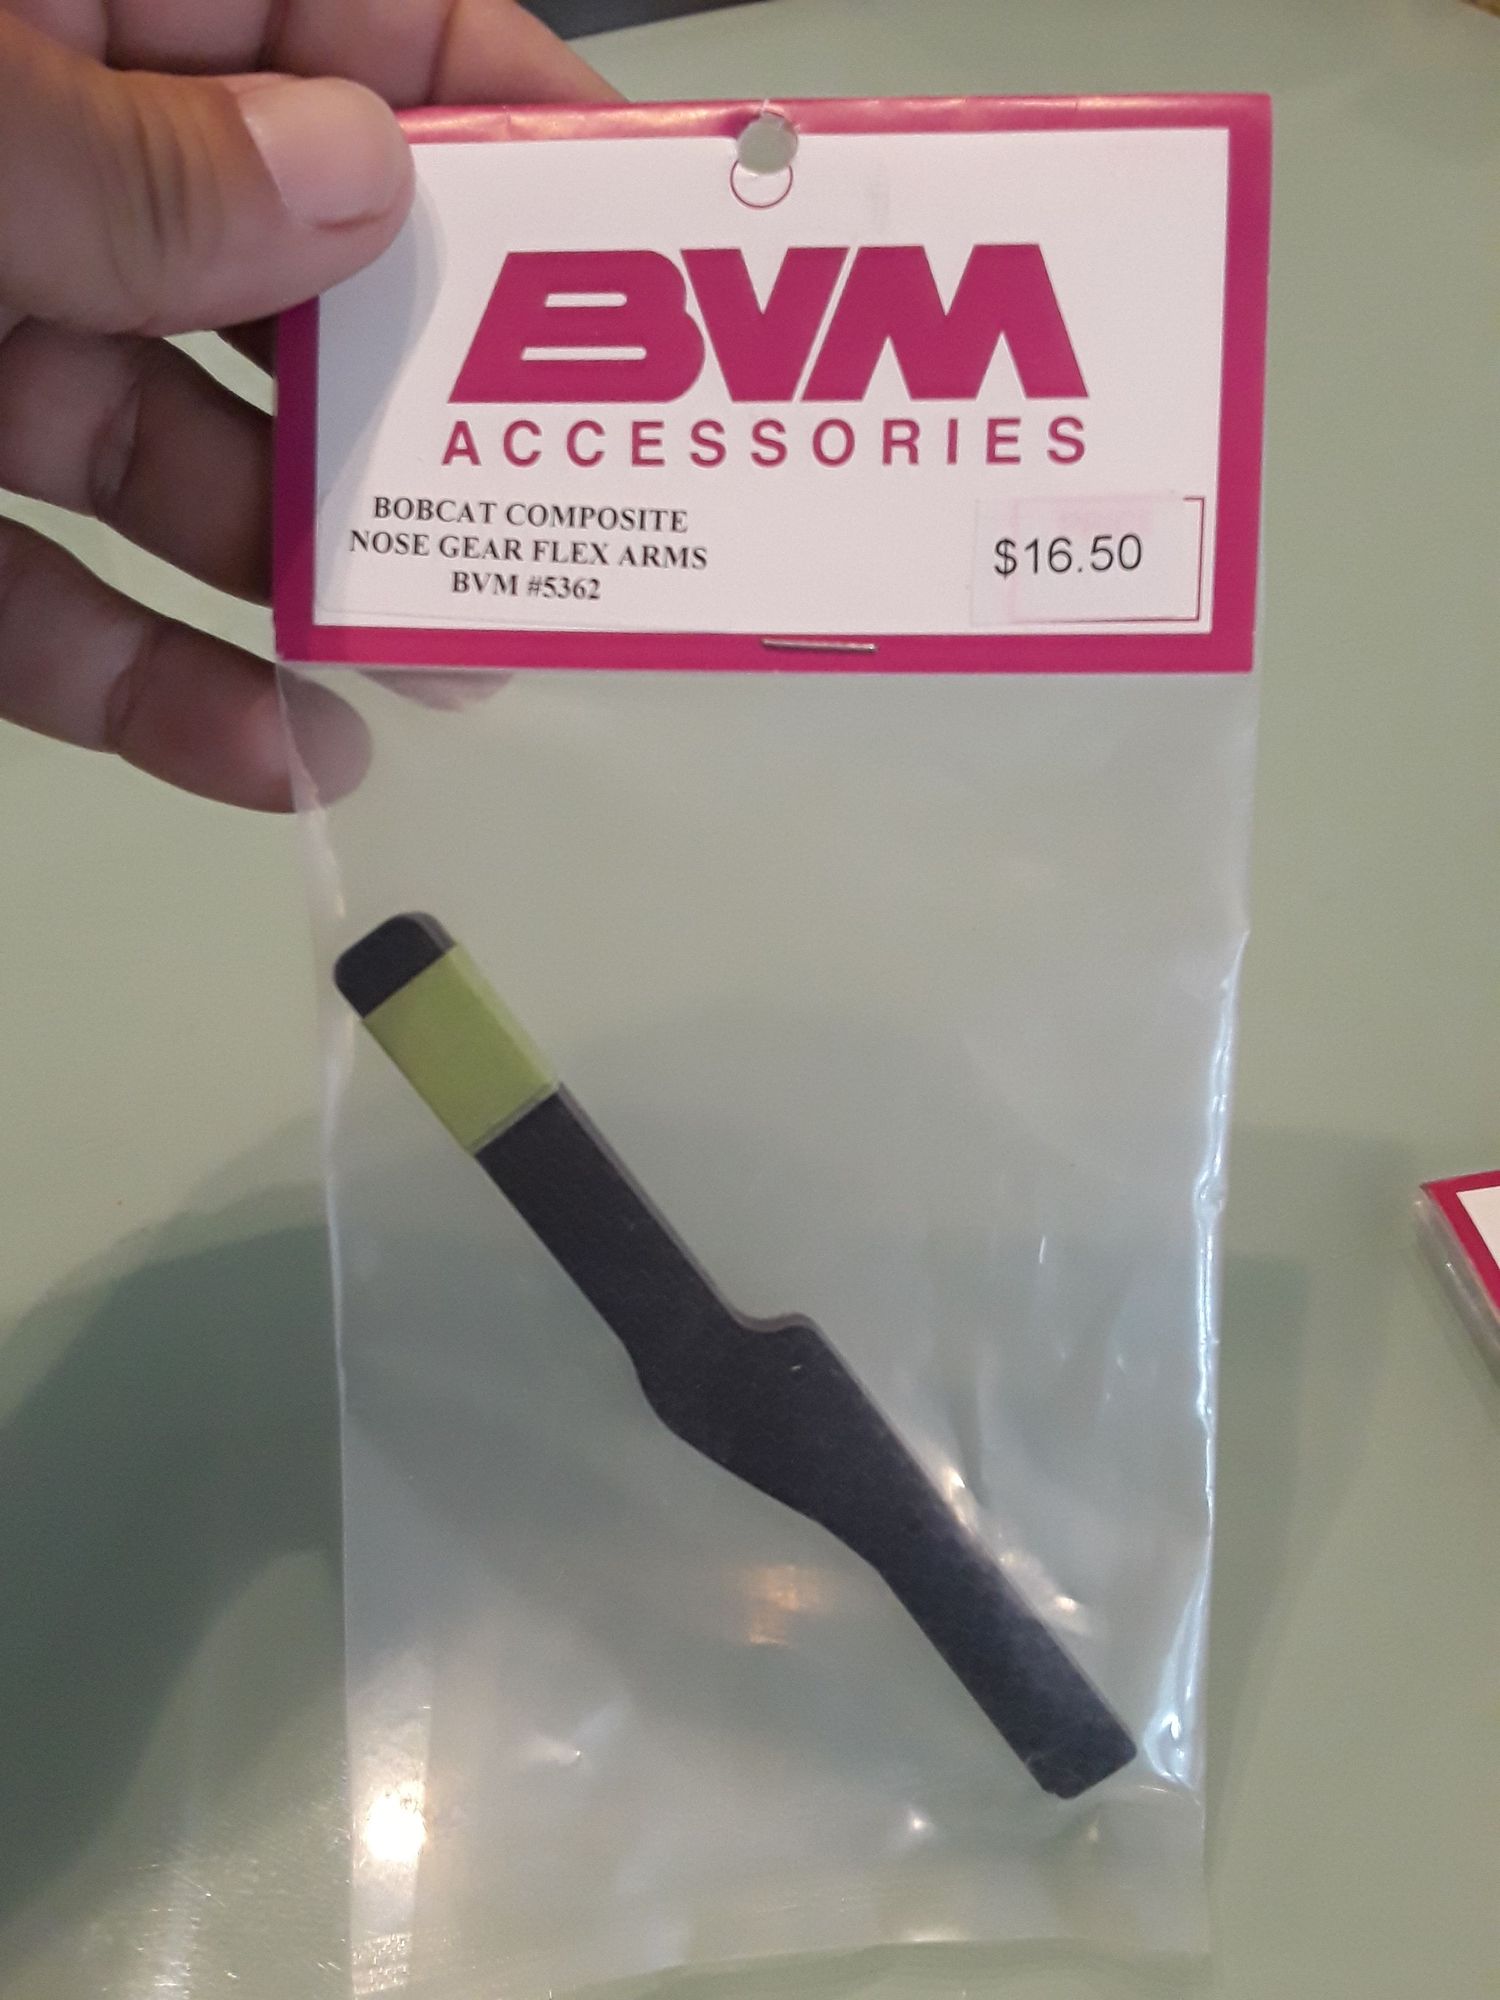 BVM
ACCESSORIES
BOBCAT COMPOSITE
NOSE GEAR FLEX ARMS
BVM #5362
$16.50